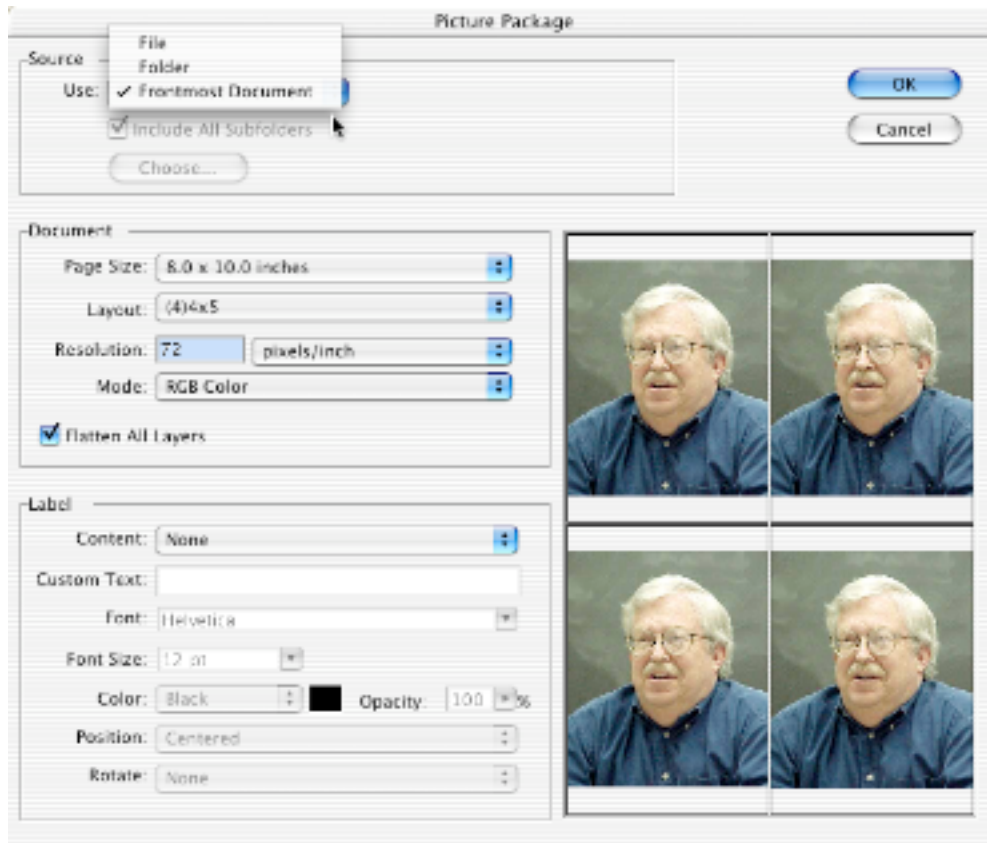 Picture Package
Source
File
Folder
Use: ✓ Frontmost Document
Include All Subfolders
Choose...
OK
Cancel
Document
Page Size: 8.0 x 10.0 inches
Layout: (4)4x5
Resolution: 72 pixels/inch
Mode: RGB Color
Flatten All Layers
Label
Content: None
Custom Text:
Font: Helvetica
Font Size: 12 pt
Color: Black Opacity: 100 %
Position: Centered
Rotate: None